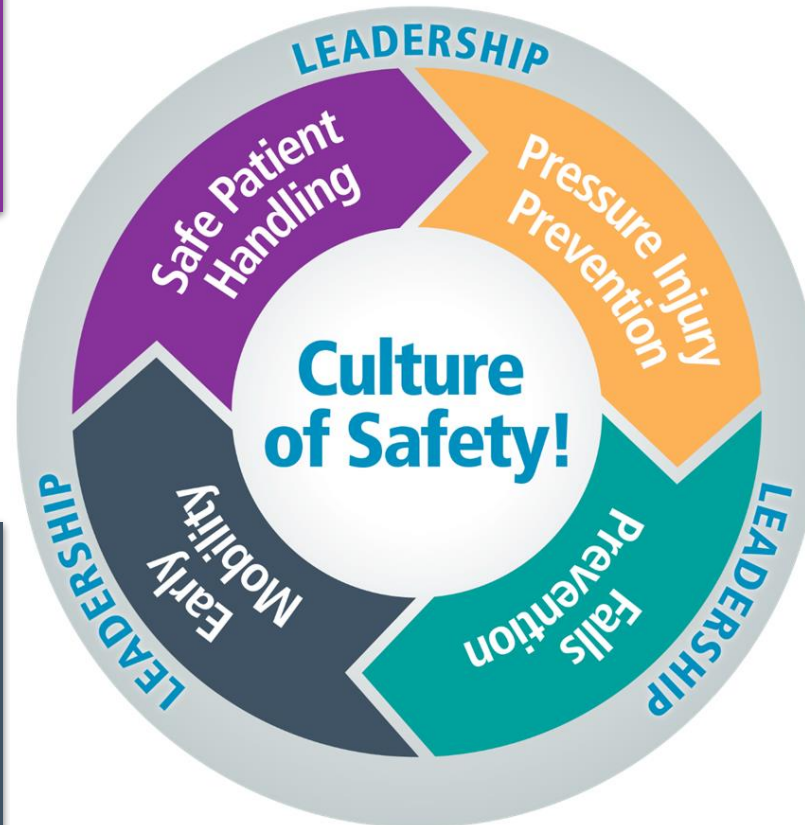 LEADERSHIP
Safe Patient
Handling
Pressure Injury
Prevention
Culture
of Safety!
Early
Mobility
Falls
Prevention
LEADERSHIP
LEADERSHIP